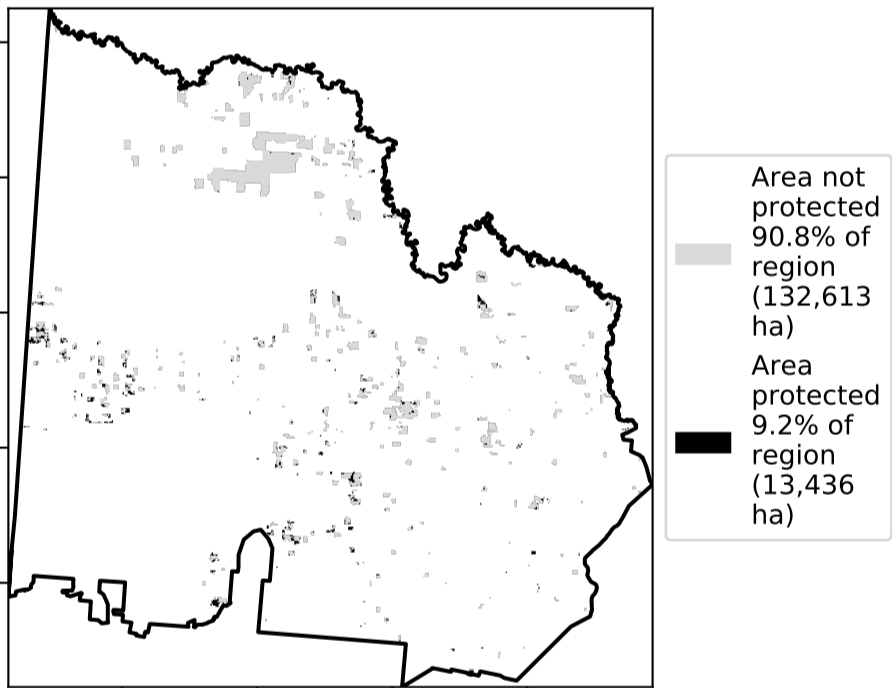 Area not
protected
90.8% of
region
(132,613
ha)
Area
protected
9.2% of
region
(13,436
ha)